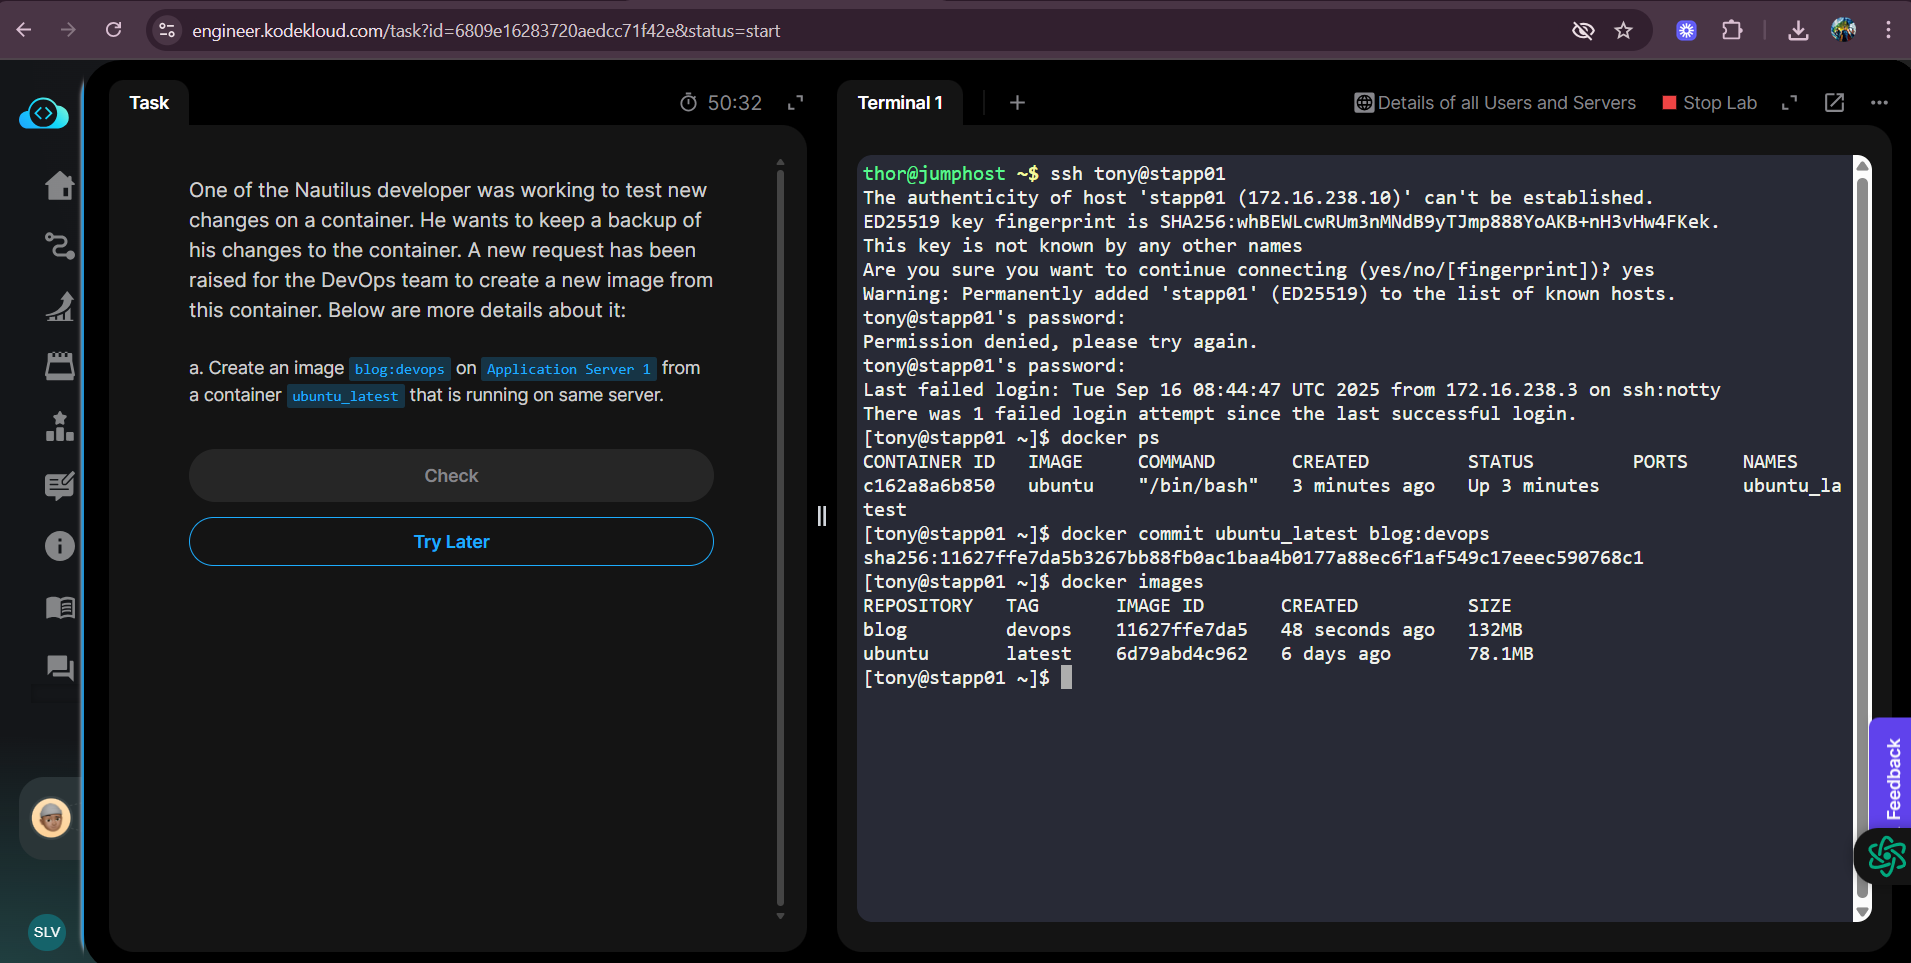 engineer.kodekloud.com/task?id=6809e16283720aedcc71f42e&status=start
Task
50:32
One of the Nautilus developer was working to test new
changes on a container. He wants to keep a backup of
his changes to the container. A new request has been
raised for the DevOps team to create a new image from
this container. Below are more details about it:
a. Create an image blog:devops on Application Server 1 from
a container ubuntu_latest that is running on same server.
Check
Try Later
SLV
Terminal 1
Details of all Users and Servers
Stop Lab
thor@jumphost ~$ ssh tony@stapp01
The authenticity of host 'stapp01 (172.16.238.10)' can't be established.
ED25519 key fingerprint is SHA256:whBEWLcwRUm3nMNdB9yTJmp888YoAKB+nH3vHw4FKek.
This key is not known by any other names
Are you sure you want to continue connecting (yes/no/[fingerprint])? yes
Warning: Permanently added 'stapp01' (ED25519) to the list of known hosts.
tony@stapp01's password:
Permission denied, please try again.
tony@stapp01's password:
Last failed login: Tue Sep 16 08:44:47 UTC 2025 from 172.16.238.3 on ssh:notty
There was 1 failed login attempt since the last successful login.
[tony@stapp01 ~]$ docker ps
CONTAINER ID   IMAGE     COMMAND       CREATED         STATUS         PORTS     NAMES
c162a8a6b850   ubuntu    "/bin/bash"   3 minutes ago   Up 3 minutes             ubuntu_la
test
[tony@stapp01 ~]$ docker commit ubuntu_latest blog:devops
sha256:11627ffe7da5b3267bb88fb0ac1baa4b0177a88ec6f1af549c17eeec590768c1
[tony@stapp01 ~]$ docker images
REPOSITORY   TAG       IMAGE ID       CREATED          SIZE
blog         devops    11627ffe7da5   48 seconds ago   132MB
ubuntu       latest    6d79abd4c962   6 days ago       78.1MB
[tony@stapp01 ~]$
Feedback